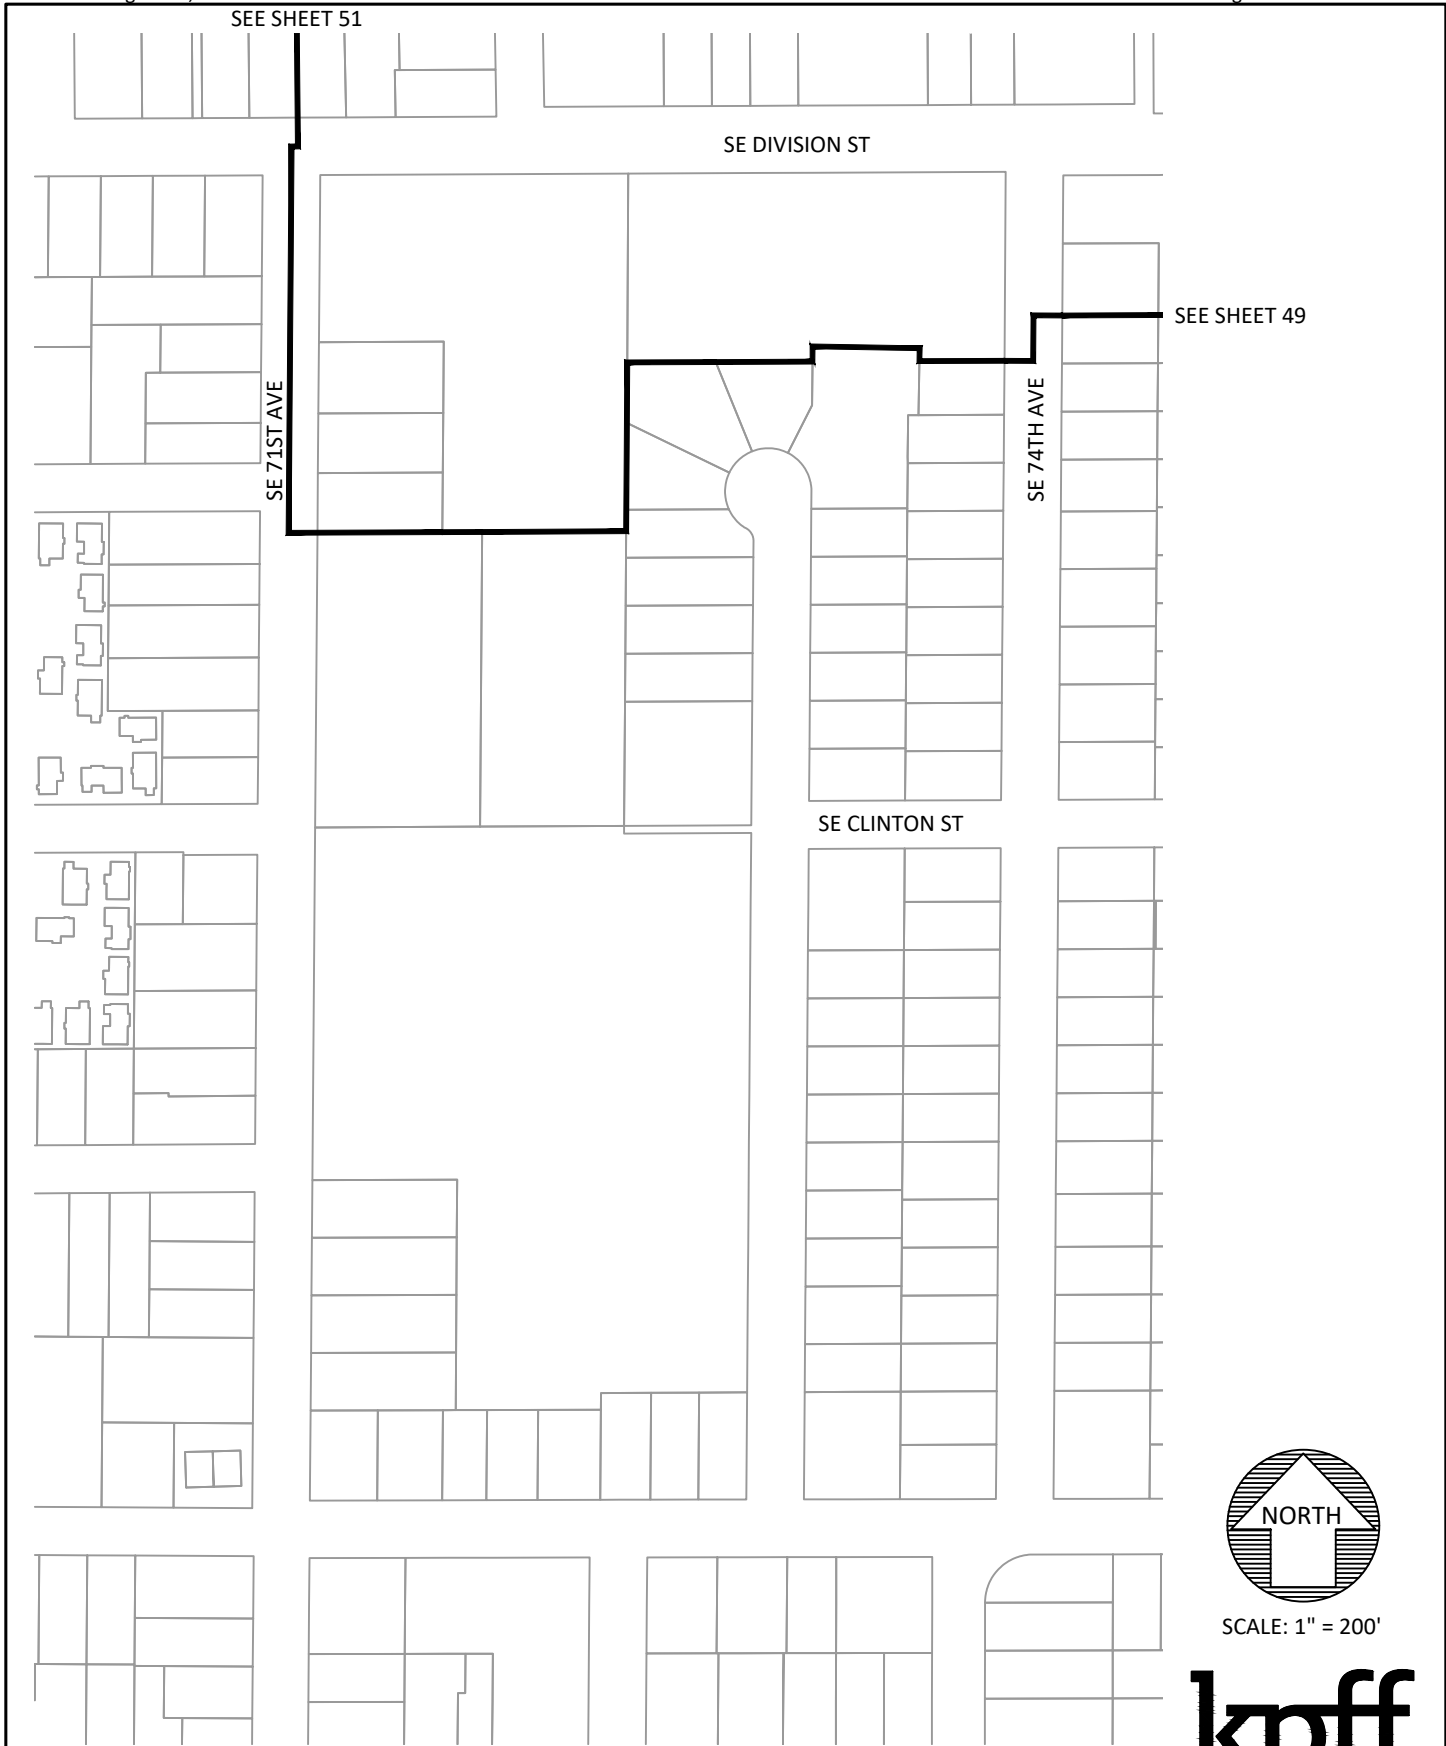 SEE SHEET 51
SE DIVISION ST
SEE SHEET 49
SE 71ST AVE
SE 74TH AVE
SE CLINTON ST
NORTH
SCALE: 1" = 200'
kpff